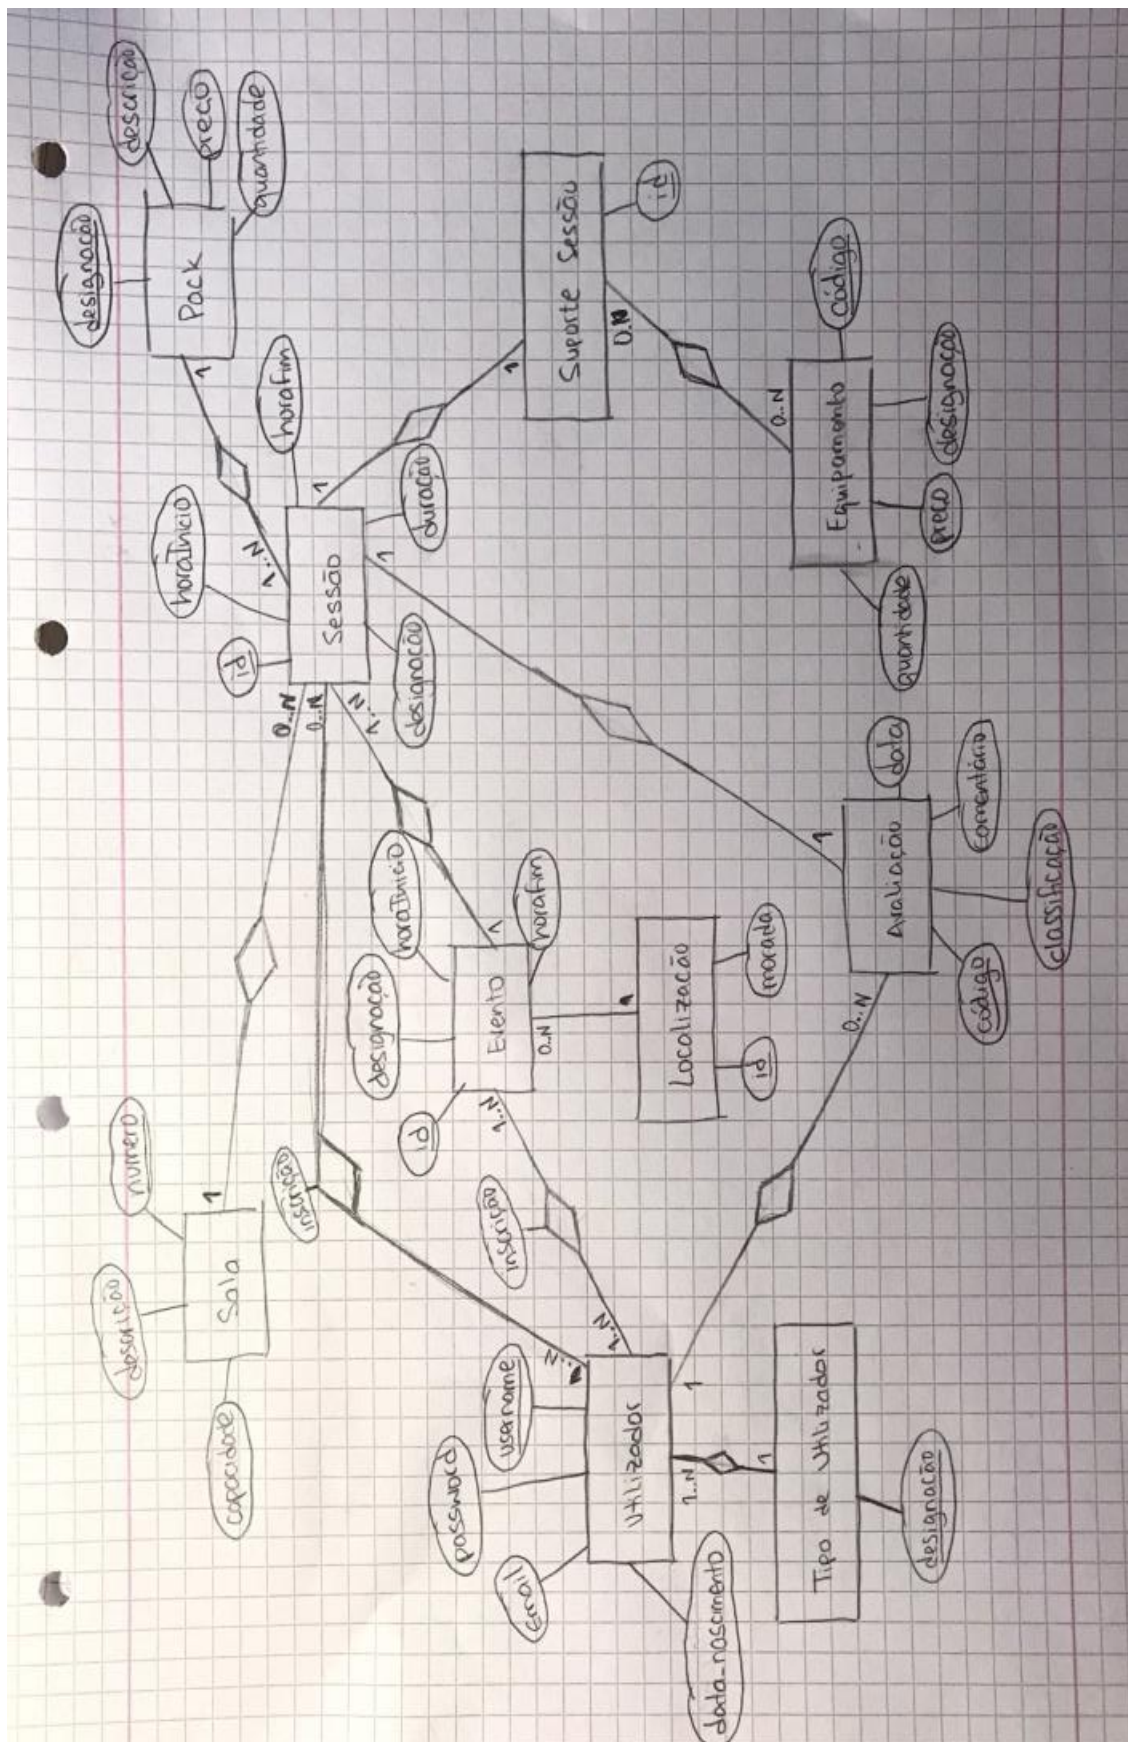 descrição
numero
capacidade
Sala
1
0..N
inscrição
0..N
1..N
designação
descrição
preço
quantidade
Pack
1
1..N
horaInicio
horaFim
id
Sessão
designação
duração
1
1
1..N
designação
horaInicio
id
Evento
horaFim
1
1..N
0..N
1
Localização
id
morada
inscrição
1..N
password
username
Email
Utilizador
data_nascimento
1
1..N
1
Tipo de Utilizador
designação
1
Suporte Sessão
id
0..N
0..N
Equipamento
código
designação
preço
quantidade
1
Avaliação
data
comentário
classificação
código
0..N